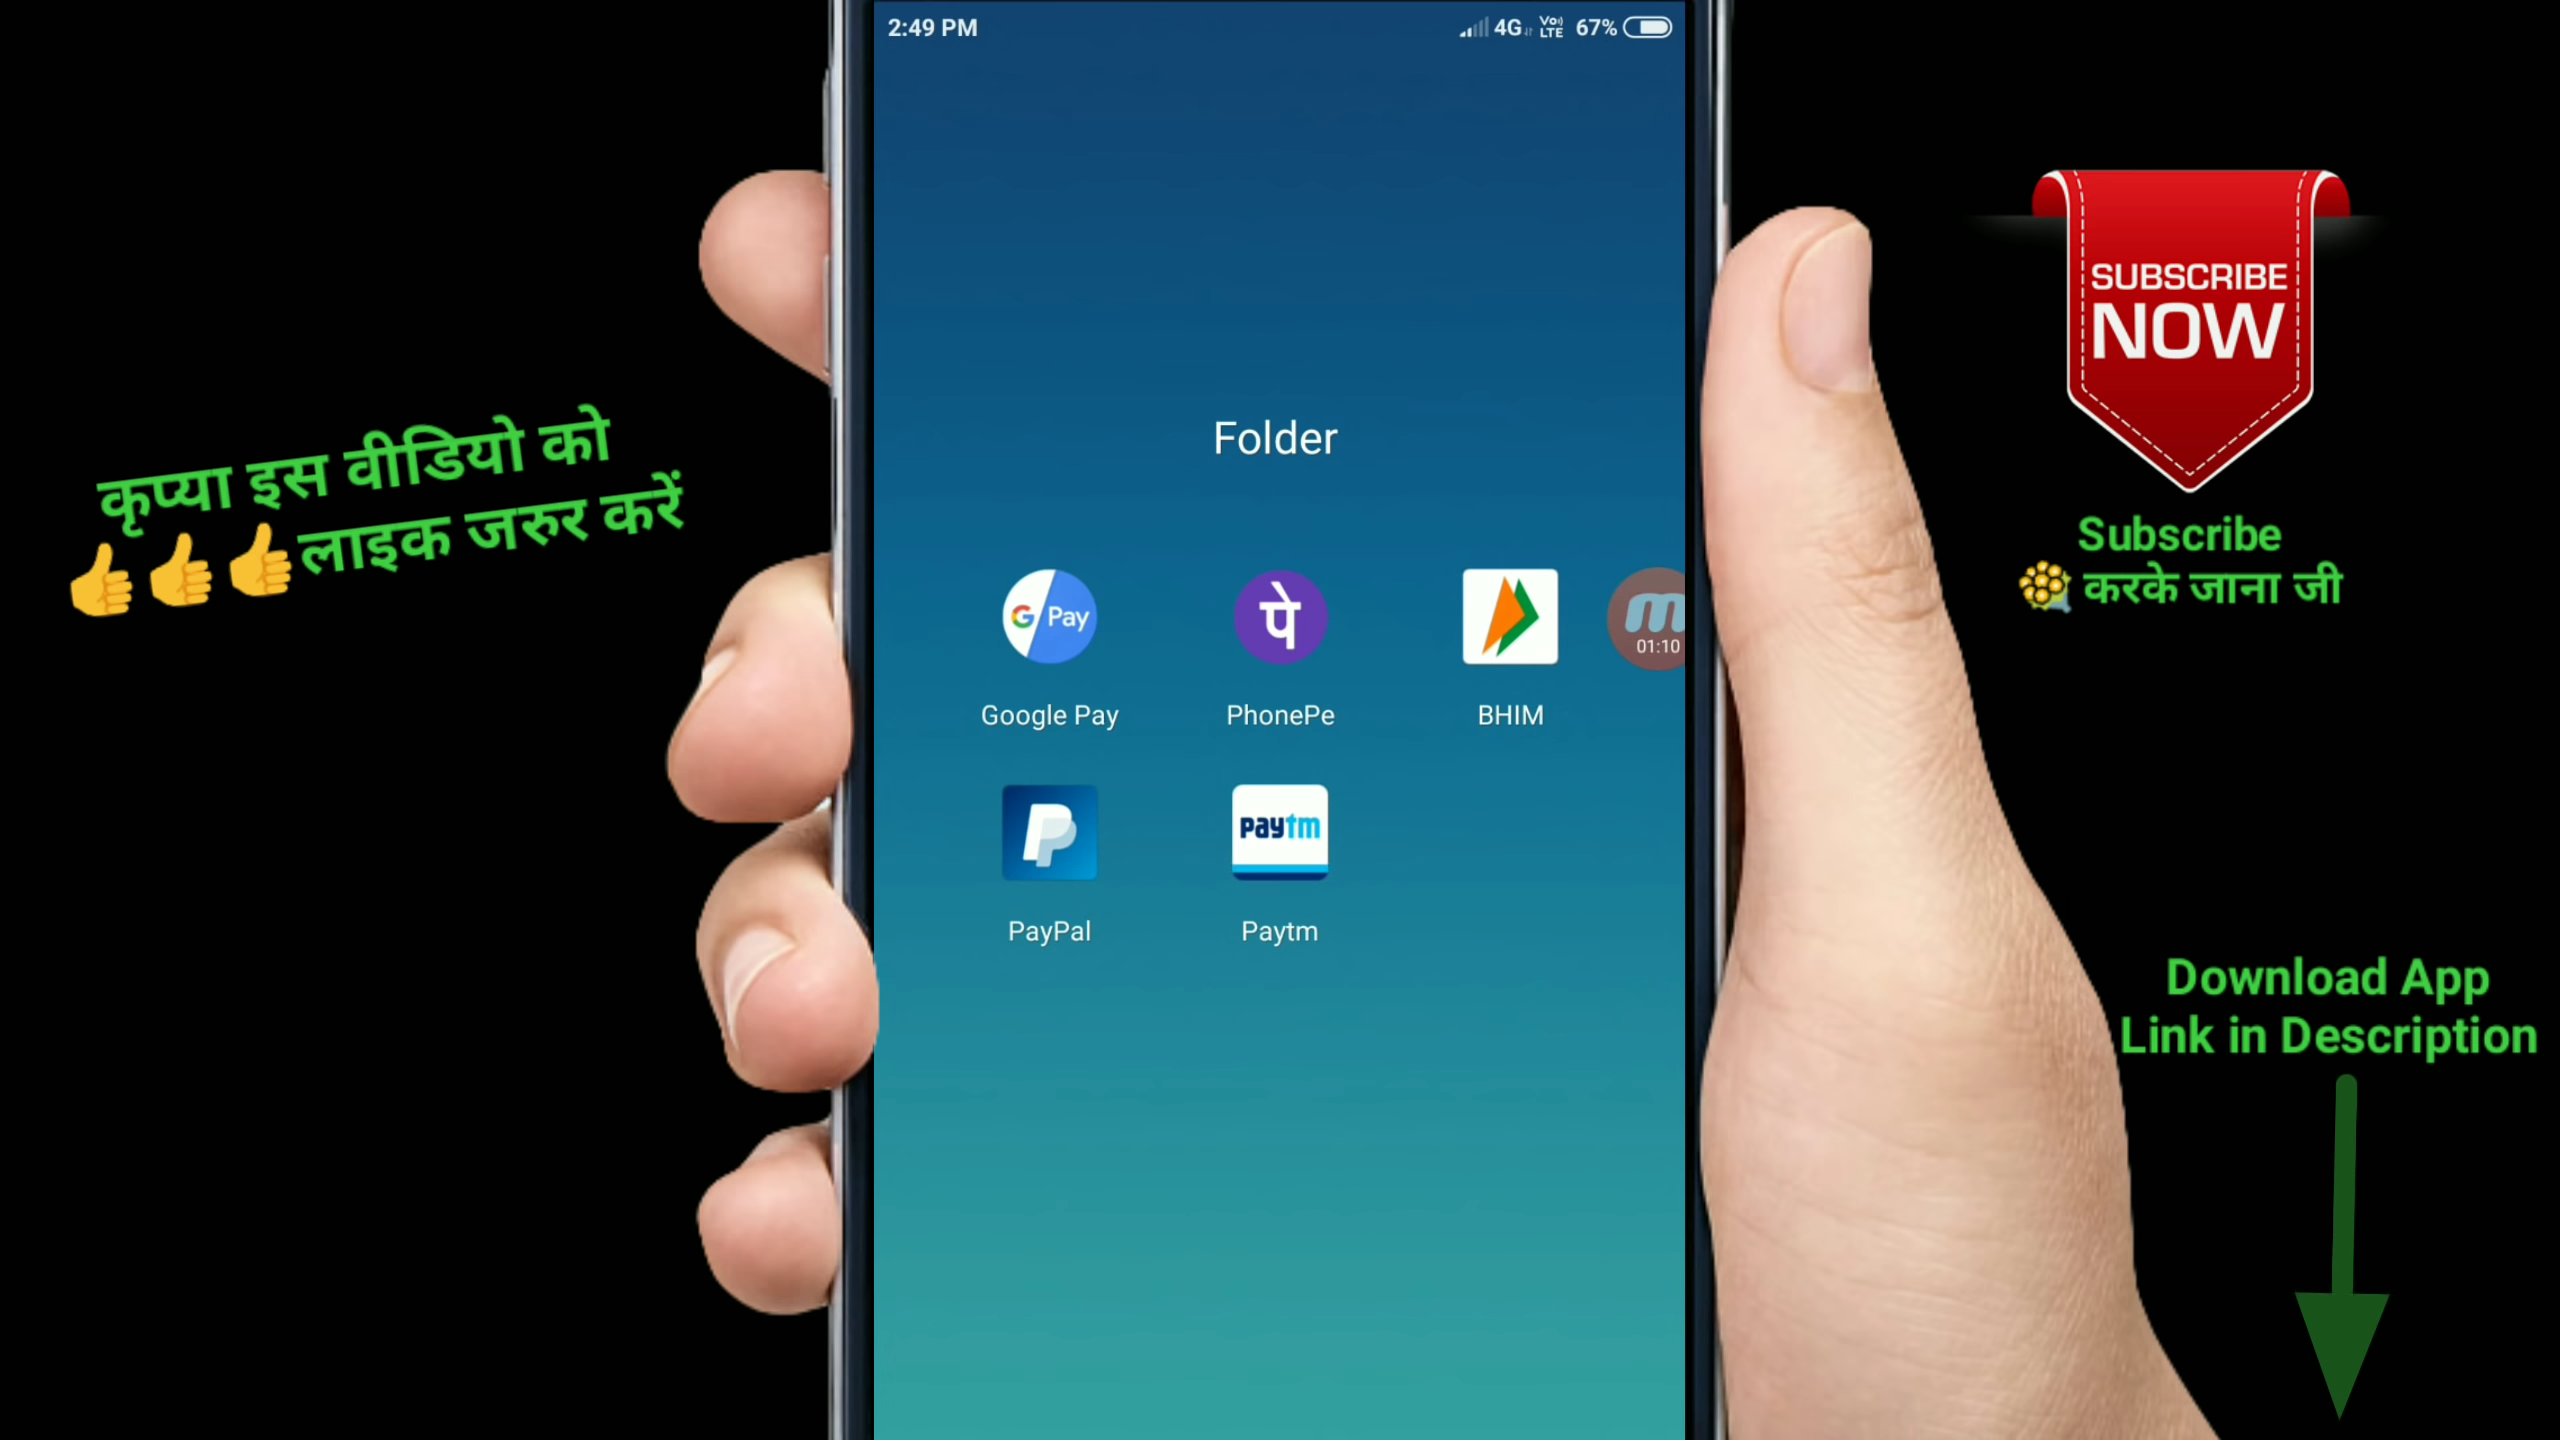 2:49 PM
4G VoLTE 67%
कृप्या इस वीडियो को
👍👍👍लाइक जरुर करें
Folder
G Pay
पे
m
01:10
Google Pay
PhonePe
BHIM
P
paytm
PayPal
Paytm
SUBSCRIBE
NOW
Subscribe
💐 करके जाना जी
Download App
Link in Description